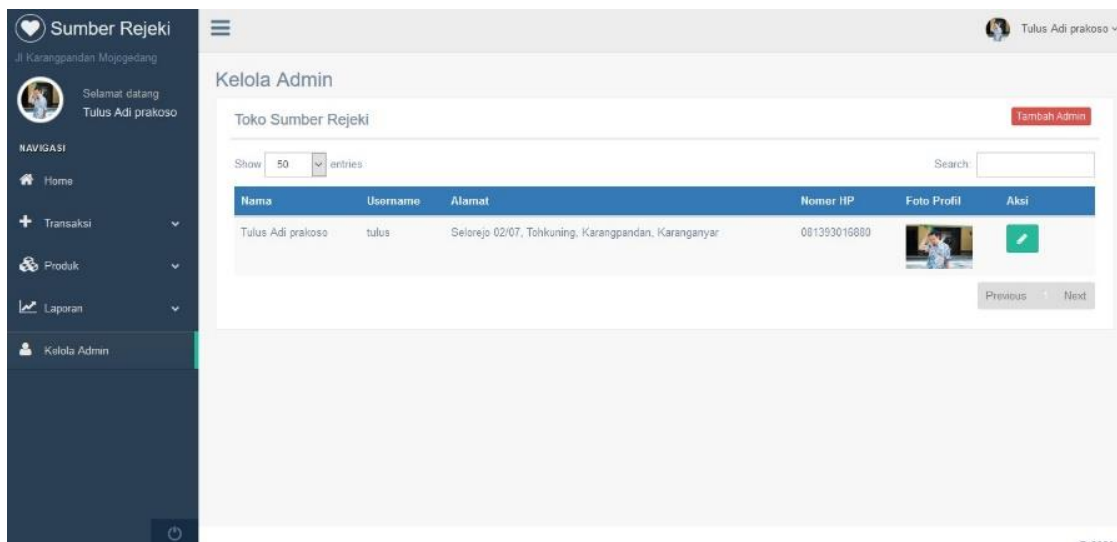 Sumber Rejeki
Jl Karangpandan Mojogedang
Selamat datang
Tulus Adi prakoso
NAVIGASI
Home
Transaksi
Produk
Laporan
Kelola Admin
Tulus Adi prakoso
Kelola Admin
Toko Sumber Rejeki
Tambah Admin
Show 50 entries
Search:
Nama Username Alamat Nomer HP Foto Profil Aksi
Tulus Adi prakoso tulus Selorejo 02/07, Tohkuning, Karangpandan, Karanganyar 081393016880
Previous 1 Next